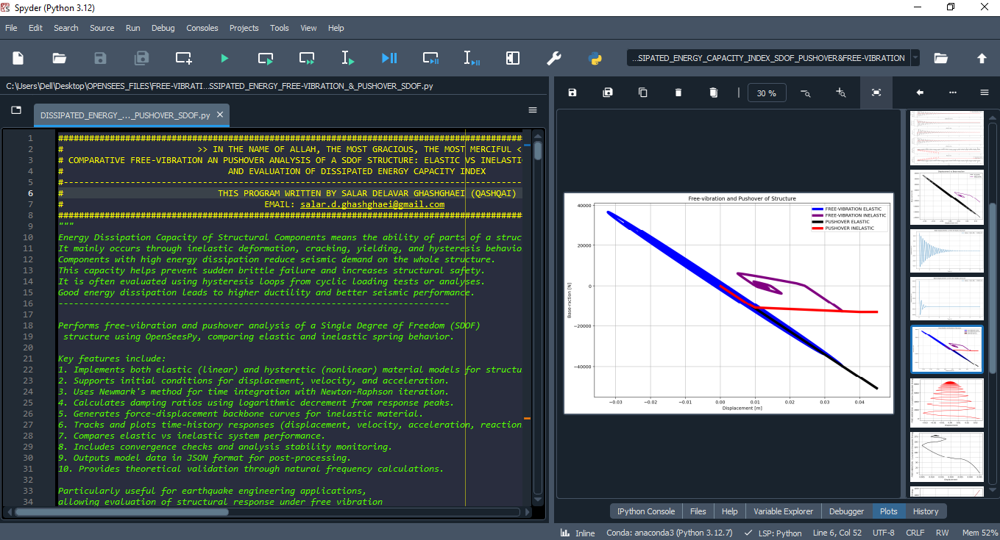 Spyder (Python 3.12)
File Edit Search Source Run Debug Consoles Projects Tools View Help
...SIPATED_ENERGY_CAPACITY_INDEX_SDOF_PUSHOVER&FREE-VIBRATION
C:\Users\Dell\Desktop\OPENSEES_FILES\FREE-VIBRATI...SSIPATED_ENERGY_FREE-VIBRATION_&_PUSHOVER_SDOF.py
DISSIPATED_ENERGY_..._PUSHOVER_SDOF.py
1 ##########################################################################################
2 # >> IN THE NAME OF ALLAH, THE MOST GRACIOUS, THE MOST MERCIFUL <
3 # COMPARATIVE FREE-VIBRATION AN PUSHOVER ANALYSIS OF A SDOF STRUCTURE: ELASTIC VS INELASTI
4 # AND EVALUATION OF DISSIPATED ENERGY CAPACITY INDEX
5 #-----------------------------------------------------------------------------------------
6 # THIS PROGRAM WRITTEN BY SALAR DELAVAR GHASHGHAEI (QASHQAI)
7 # EMAIL: salar.d.ghashghaei@gmail.com
8 ##########################################################################################
9 """
10 Energy Dissipation Capacity of Structural Components means the ability of parts of a struc
11 It mainly occurs through inelastic deformation, cracking, yielding, and hysteresis behavio
12 Components with high energy dissipation reduce seismic demand on the whole structure.
13 This capacity helps prevent sudden brittle failure and increases structural safety.
14 It is often evaluated using hysteresis loops from cyclic loading tests or analyses.
15 Good energy dissipation leads to higher ductility and better seismic performance.
16 ----------------------------------------------------------------------------
17
18 Performs free-vibration and pushover analysis of a Single Degree of Freedom (SDOF)
19 structure using OpenSeesPy, comparing elastic and inelastic spring behavior.
20
21 Key features include:
22 1. Implements both elastic (linear) and hysteretic (nonlinear) material models for structu
23 2. Supports initial conditions for displacement, velocity, and acceleration.
24 3. Uses Newmark's method for time integration with Newton-Raphson iteration.
25 4. Calculates damping ratios using logarithmic decrement from response peaks.
26 5. Generates force-displacement backbone curves for inelastic material.
27 6. Tracks and plots time-history responses (displacement, velocity, acceleration, reaction
28 7. Compares elastic vs inelastic system performance.
29 8. Includes convergence checks and analysis stability monitoring.
30 9. Outputs model data in JSON format for post-processing.
31 10. Provides theoretical validation through natural frequency calculations.
32
33 Particularly useful for earthquake engineering applications,
34 allowing evaluation of structural response under free vibration
30 %
Free-vibration and Pushover of Structure
FREE-VIBRATION ELASTIC
FREE-VIBRATION INELASTIC
PUSHOVER ELASTIC
PUSHOVER INELASTIC
40000
20000
0
−20000
−40000
Base-rection [N]
−0.03 −0.02 −0.01 0.00 0.01 0.02 0.03 0.04
Displacement [m]
IPython Console Files Help Variable Explorer Debugger Plots History
Inline Conda: anaconda3 (Python 3.12.7) LSP: Python Line 6, Col 52 UTF-8 CRLF RW Mem 52%